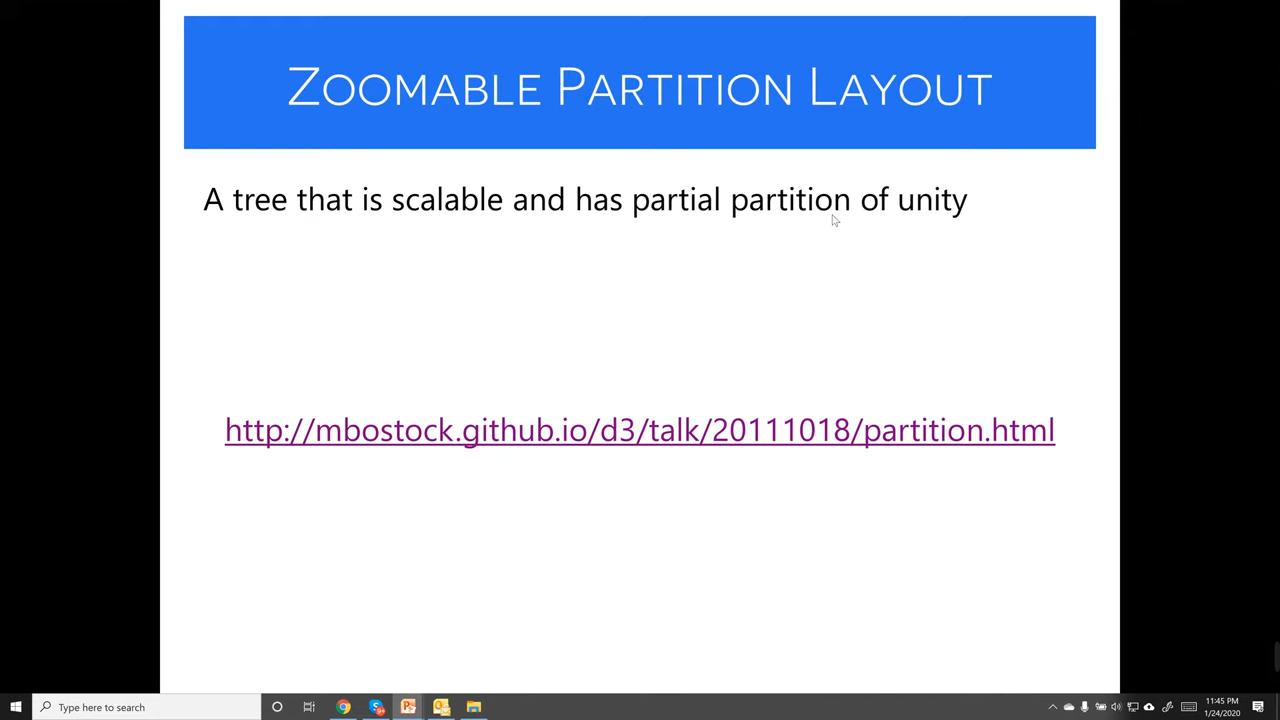 ZOOMABLE PARTITION LAYOUT
A tree that is scalable and has partial partition of unity
http://mbostock.github.io/d3/talk/20111018/partition.html
Type here to search
11:45 PM
1/24/2020